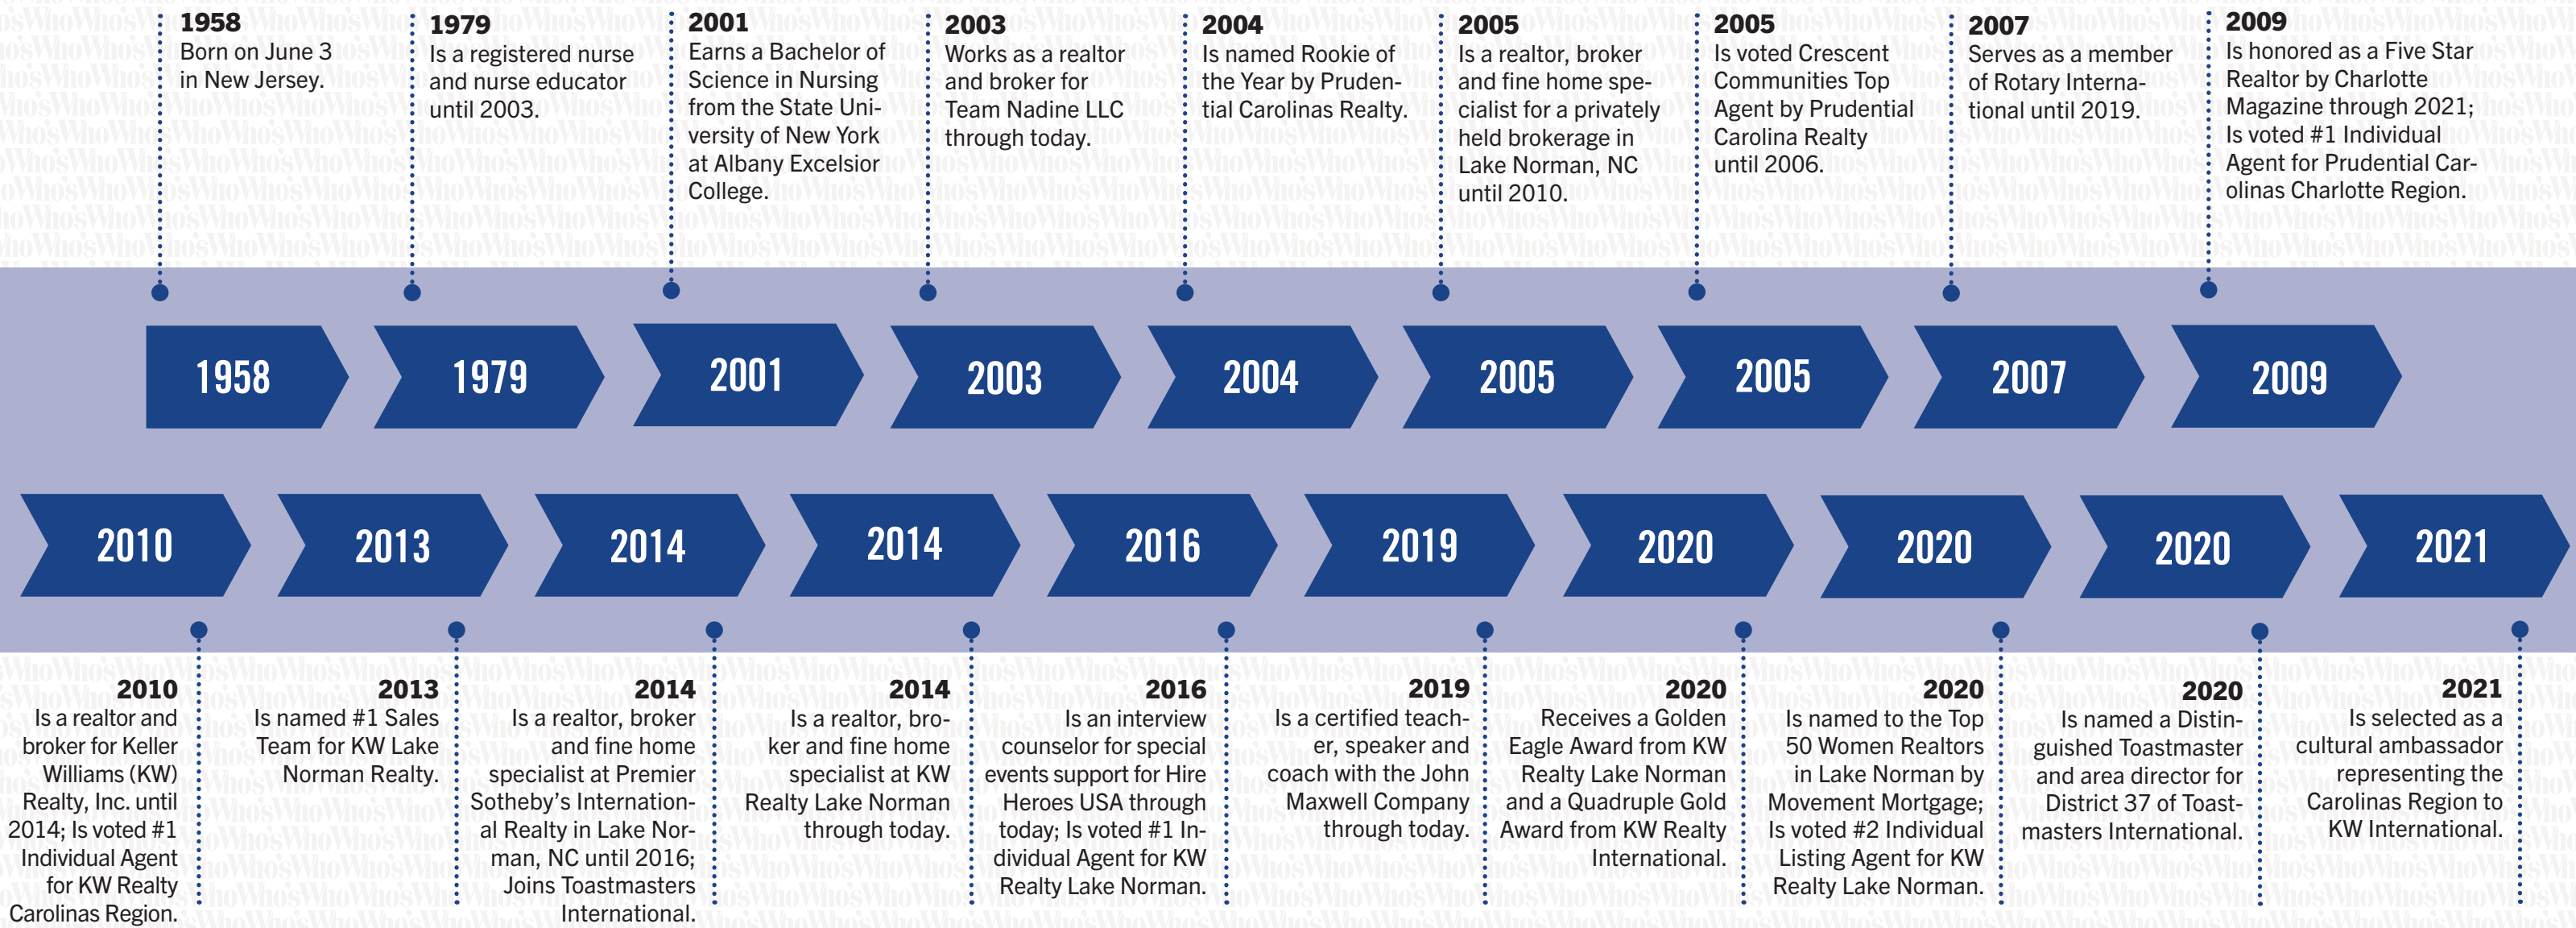 1958
Born on June 3
in New Jersey.
1979
Is a registered nurse
and nurse educator
until 2003.
2001
Earns a Bachelor of
Science in Nursing
from the State Uni-
versity of New York
at Albany Excelsior
College.
2003
Works as a realtor
and broker for
Team Nadine LLC
through today.
2004
Is named Rookie of
the Year by Pruden-
tial Carolinas Realty.
2005
Is a realtor, broker
and fine home spe-
cialist for a privately
held brokerage in
Lake Norman, NC
until 2010.
2005
Is voted Crescent
Communities Top
Agent by Prudential
Carolina Realty
until 2006.
2007
Serves as a member
of Rotary Interna-
tional until 2019.
2009
Is honored as a Five Star
Realtor by Charlotte
Magazine through 2021;
Is voted #1 Individual
Agent for Prudential Car-
olinas Charlotte Region.
1958
1979
2001
2003
2004
2005
2005
2007
2009
2010
2013
2014
2014
2016
2019
2020
2020
2020
2021
2010
Is a realtor and
broker for Keller
Williams (KW)
Realty, Inc. until
2014; Is voted #1
Individual Agent
for KW Realty
Carolinas Region.
2013
Is named #1 Sales
Team for KW Lake
Norman Realty.
2014
Is a realtor, broker
and fine home
specialist at Premier
Sotheby's Internation-
al Realty in Lake Nor-
man, NC until 2016;
Joins Toastmasters
International.
2014
Is a realtor, bro-
ker and fine home
specialist at KW
Realty Lake Norman
through today.
2016
Is an interview
counselor for special
events support for Hire
Heroes USA through
today; Is voted #1 In-
dividual Agent for KW
Realty Lake Norman.
2019
Is a certified teach-
er, speaker and
coach with the John
Maxwell Company
through today.
2020
Receives a Golden
Eagle Award from KW
Realty Lake Norman
and a Quadruple Gold
Award from KW Realty
International.
2020
Is named to the Top
50 Women Realtors
in Lake Norman by
Movement Mortgage;
Is voted #2 Individual
Listing Agent for KW
Realty Lake Norman.
2020
Is named a Distin-
guished Toastmaster
and area director for
District 37 of Toast-
masters International.
2021
Is selected as a
cultural ambassador
representing the
Carolinas Region to
KW International.